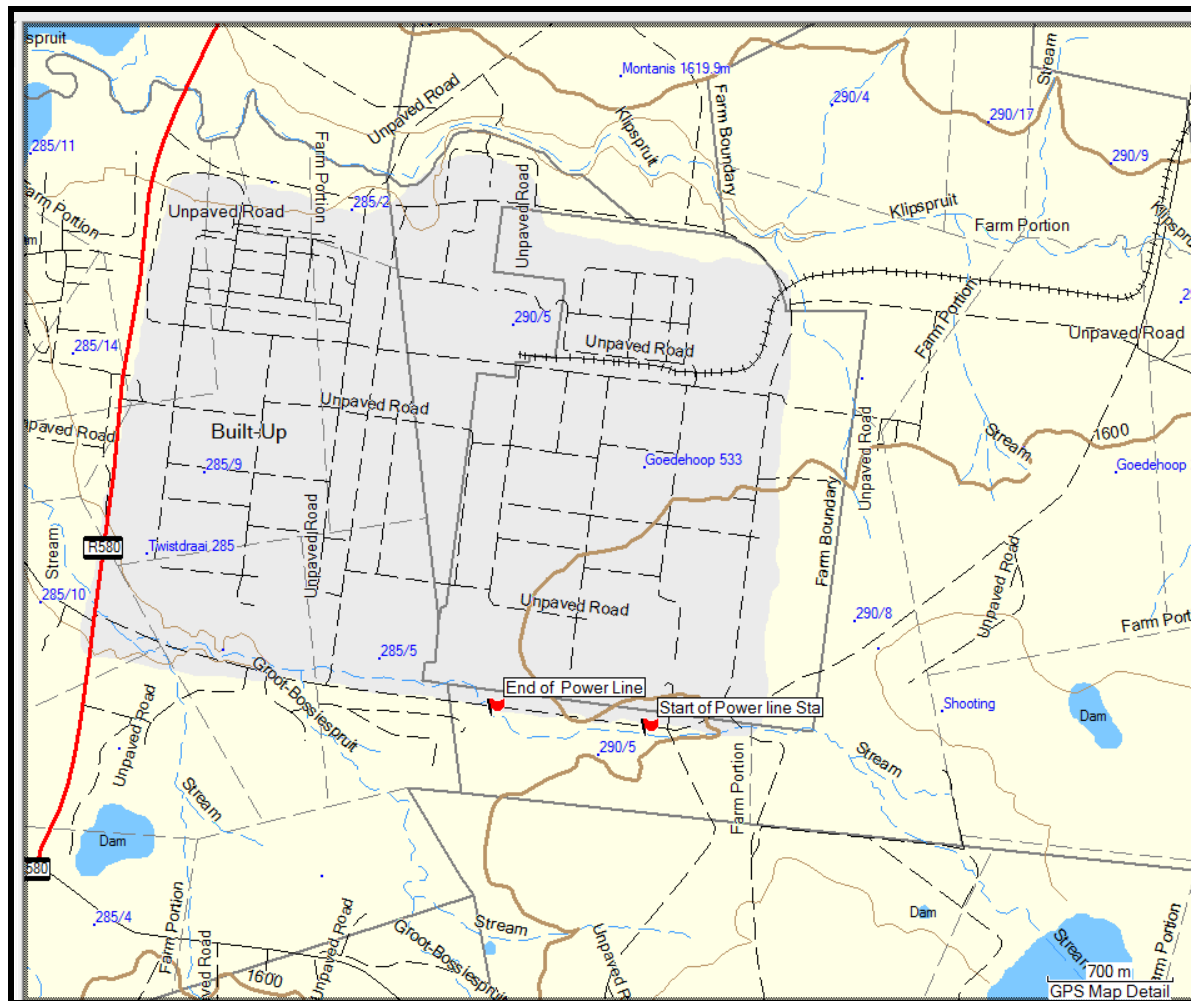 spruit
Montanis 1619.9m
Stream
290/4
290/17
Unpaved Road
Farm Boundary
Klipspruit
285/11
Farm Portion
290/9
arm Portion
285/2
Unpaved Road
Unpaved Road
Klipspruit
Farm Portion
290/5
Farm Portion
285/14
Unpaved Road
Unpaved Road
Unpaved Road
npaved Road
Built-Up
Unpaved Road
Stream
1600
285/9
Goedehoop 533
Goedehoop
Unpaved Road
Farm Boundary
R580
Twistdraai 285
Stream
Unpaved Road
285/10
Unpaved Road
290/8
Farm Port
285/5
Groot-Bossiespruit
End of Power Line
Start of Power line Sta
Shooting
Dam
Unpaved Road
290/5
Stream
Farm Portion
Stream
Dam
580
285/4
Farm Portion
Unpaved Road
Stream
Groot-Bossiespruit
Unpaved R
Dam
Stream
Farm Portion
vaved Road
1600
700 m
GPS Map Detail